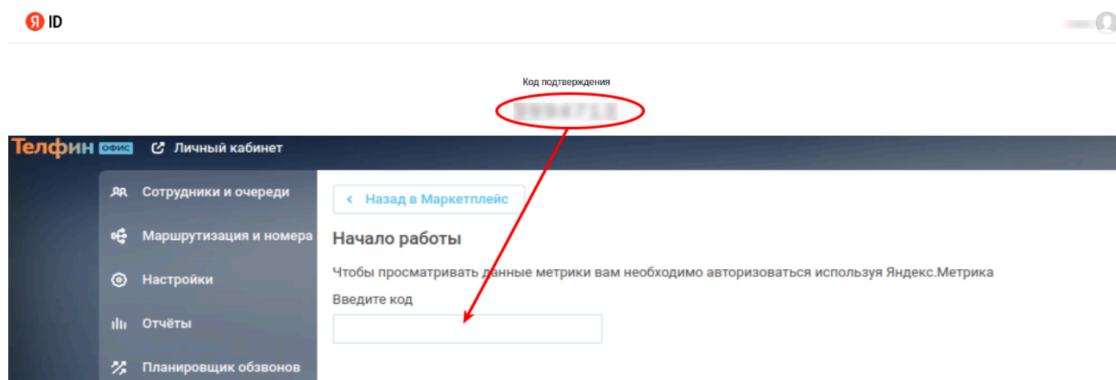 Я ID
Код подтверждения
Телфин ОФИС Личный кабинет
Сотрудники и очереди
Маршрутизация и номера
Настройки
Отчёты
Планировщик обзвонов
Назад в Маркетплейс
Начало работы
Чтобы просматривать данные метрики вам необходимо авторизоваться используя Яндекс.Метрика
Введите код